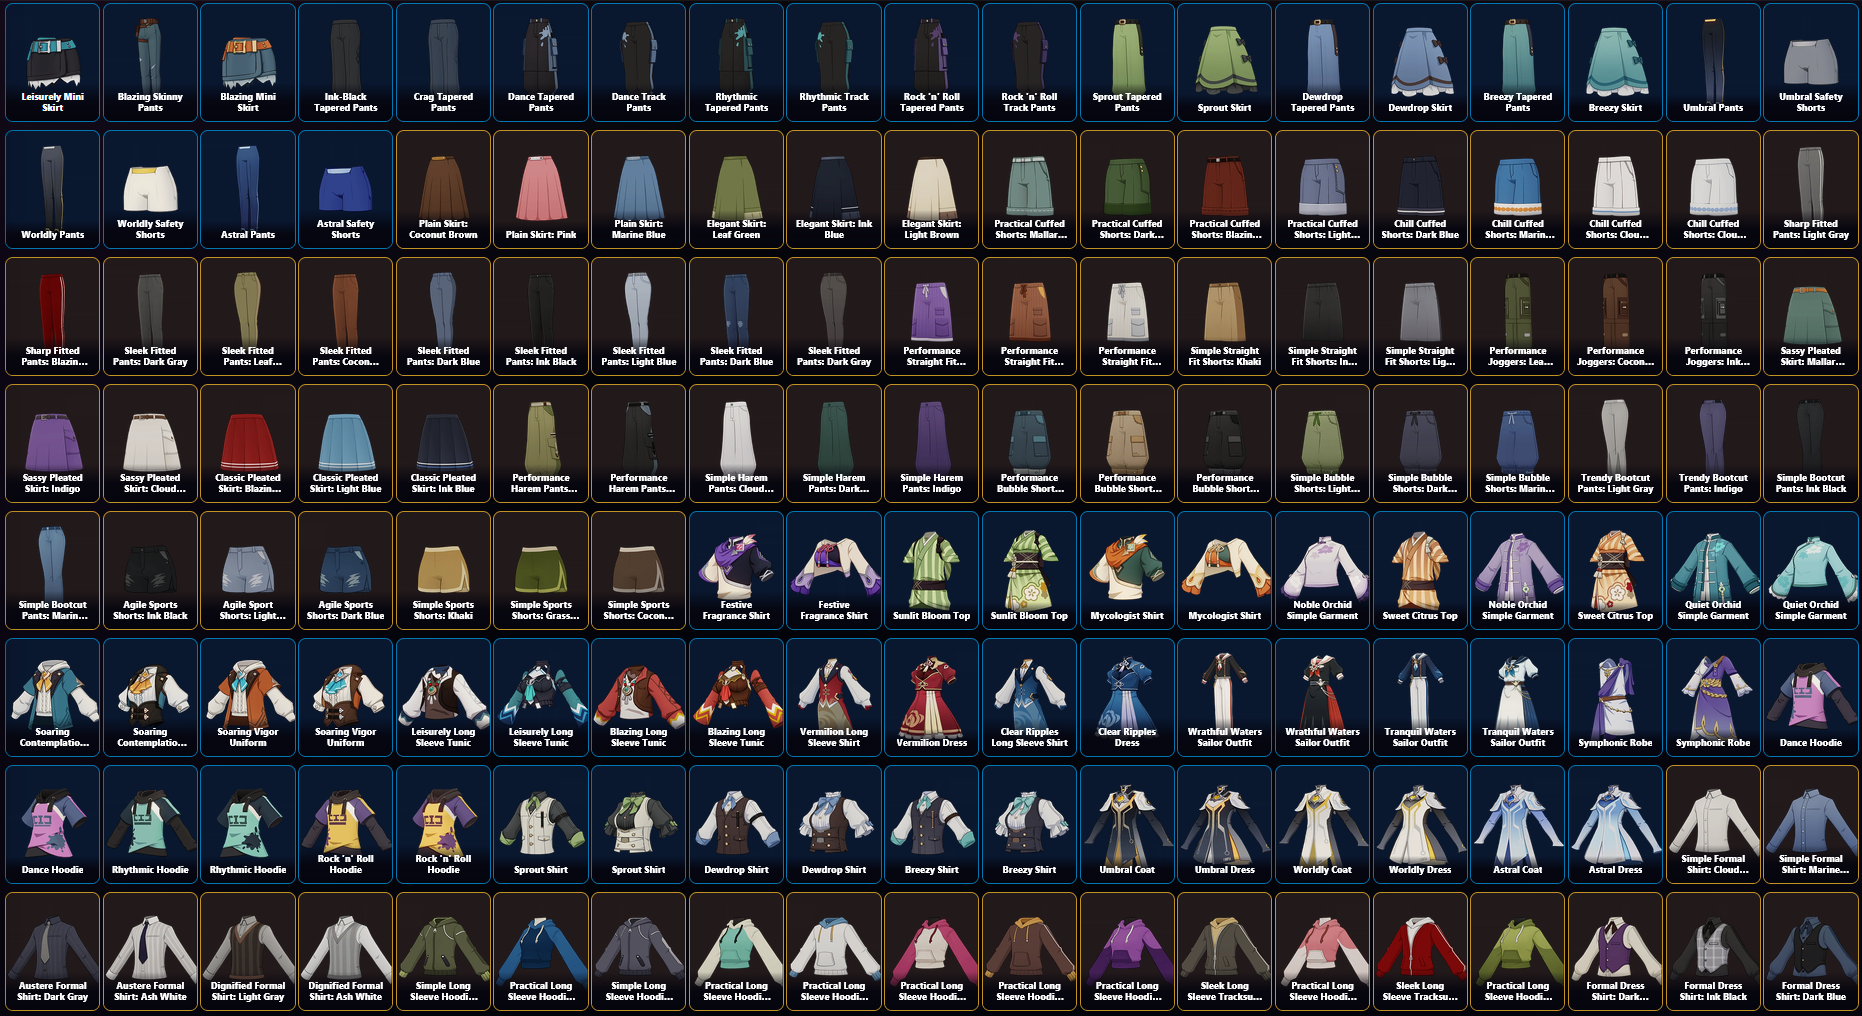 Leisurely Mini
Skirt
Blazing Skinny
Pants
Blazing Mini
Skirt
Ink-Black
Tapered Pants
Crag Tapered
Pants
Dance Tapered
Pants
Dance Track
Pants
Rhythmic
Tapered Pants
Rhythmic Track
Pants
Rock 'n' Roll
Tapered Pants
Rock 'n' Roll
Track Pants
Sprout Tapered
Pants
Sprout Skirt
Dewdrop
Tapered Pants
Dewdrop Skirt
Breezy Tapered
Pants
Breezy Skirt
Umbral Pants
Umbral Safety
Shorts
Worldly Pants
Worldly Safety
Shorts
Astral Pants
Astral Safety
Shorts
Plain Skirt:
Coconut Brown
Plain Skirt: Pink
Plain Skirt:
Marine Blue
Elegant Skirt:
Leaf Green
Elegant Skirt: Ink
Blue
Elegant Skirt:
Light Brown
Practical Cuffed
Shorts: Mallar...
Practical Cuffed
Shorts: Dark...
Practical Cuffed
Shorts: Blazin...
Practical Cuffed
Shorts: Light...
Chill Cuffed
Shorts: Dark Blue
Chill Cuffed
Shorts: Marin...
Chill Cuffed
Shorts: Clou...
Chill Cuffed
Shorts: Clou...
Sharp Fitted
Pants: Light Gray
Sharp Fitted
Pants: Blazin...
Sleek Fitted
Pants: Dark Gray
Sleek Fitted
Pants: Leaf...
Sleek Fitted
Pants: Cocon...
Sleek Fitted
Pants: Dark Blue
Sleek Fitted
Pants: Ink Black
Sleek Fitted
Pants: Light Blue
Sleek Fitted
Pants: Dark Blue
Sleek Fitted
Pants: Dark Gray
Performance
Straight Fit...
Performance
Straight Fit...
Performance
Straight Fit...
Simple Straight
Fit Shorts: Khaki
Simple Straight
Fit Shorts: In...
Simple Straight
Fit Shorts: Lig...
Performance
Joggers: Lea...
Performance
Joggers: Cocon...
Performance
Joggers: Ink...
Sassy Pleated
Skirt: Mallar...
Sassy Pleated
Skirt: Indigo
Sassy Pleated
Skirt: Cloud...
Classic Pleated
Skirt: Blazin...
Classic Pleated
Skirt: Light Blue
Classic Pleated
Skirt: Ink Blue
Performance
Harem Pants...
Performance
Harem Pants...
Simple Harem
Pants: Cloud...
Simple Harem
Pants: Dark...
Simple Harem
Pants: Indigo
Performance
Bubble Short...
Performance
Bubble Short...
Performance
Bubble Short...
Simple Bubble
Shorts: Light...
Simple Bubble
Shorts: Dark...
Simple Bubble
Shorts: Marin...
Trendy Bootcut
Pants: Light Gray
Trendy Bootcut
Pants: Indigo
Simple Bootcut
Pants: Ink Black
Simple Bootcut
Pants: Marin...
Agile Sports
Shorts: Ink Black
Agile Sport
Shorts: Light...
Agile Sports
Shorts: Dark Blue
Simple Sports
Shorts: Khaki
Simple Sports
Shorts: Grass...
Simple Sports
Shorts: Cocon...
Festive
Fragrance Shirt
Festive
Fragrance Shirt
Sunlit Bloom Top
Sunlit Bloom Top
Mycologist Shirt
Mycologist Shirt
Noble Orchid
Simple Garment
Sweet Citrus Top
Noble Orchid
Simple Garment
Sweet Citrus Top
Quiet Orchid
Simple Garment
Quiet Orchid
Simple Garment
Soaring
Contemplatio...
Soaring
Contemplatio...
Soaring Vigor
Uniform
Soaring Vigor
Uniform
Leisurely Long
Sleeve Tunic
Leisurely Long
Sleeve Tunic
Blazing Long
Sleeve Tunic
Blazing Long
Sleeve Tunic
Vermilion Long
Sleeve Shirt
Vermilion Dress
Clear Ripples
Long Sleeve Shirt
Clear Ripples
Dress
Wrathful Waters
Sailor Outfit
Wrathful Waters
Sailor Outfit
Tranquil Waters
Sailor Outfit
Tranquil Waters
Sailor Outfit
Symphonic Robe
Symphonic Robe
Dance Hoodie
Dance Hoodie
Rhythmic Hoodie
Rhythmic Hoodie
Rock 'n' Roll
Hoodie
Rock 'n' Roll
Hoodie
Sprout Shirt
Sprout Shirt
Dewdrop Shirt
Dewdrop Shirt
Breezy Shirt
Breezy Shirt
Umbral Coat
Umbral Dress
Worldly Coat
Worldly Dress
Astral Coat
Astral Dress
Simple Formal
Shirt: Cloud...
Simple Formal
Shirt: Marine...
Austere Formal
Shirt: Dark Gray
Austere Formal
Shirt: Ash White
Dignified Formal
Shirt: Light Gray
Dignified Formal
Shirt: Ash White
Simple Long
Sleeve Hoodi...
Practical Long
Sleeve Hoodi...
Simple Long
Sleeve Hoodi...
Practical Long
Sleeve Hoodi...
Practical Long
Sleeve Hoodi...
Practical Long
Sleeve Hoodi...
Practical Long
Sleeve Hoodi...
Practical Long
Sleeve Hoodi...
Sleek Long
Sleeve Tracksu...
Practical Long
Sleeve Hoodi...
Sleek Long
Sleeve Tracksu...
Practical Long
Sleeve Hoodi...
Formal Dress
Shirt: Dark...
Formal Dress
Shirt: Ink Black
Formal Dress
Shirt: Dark Blue